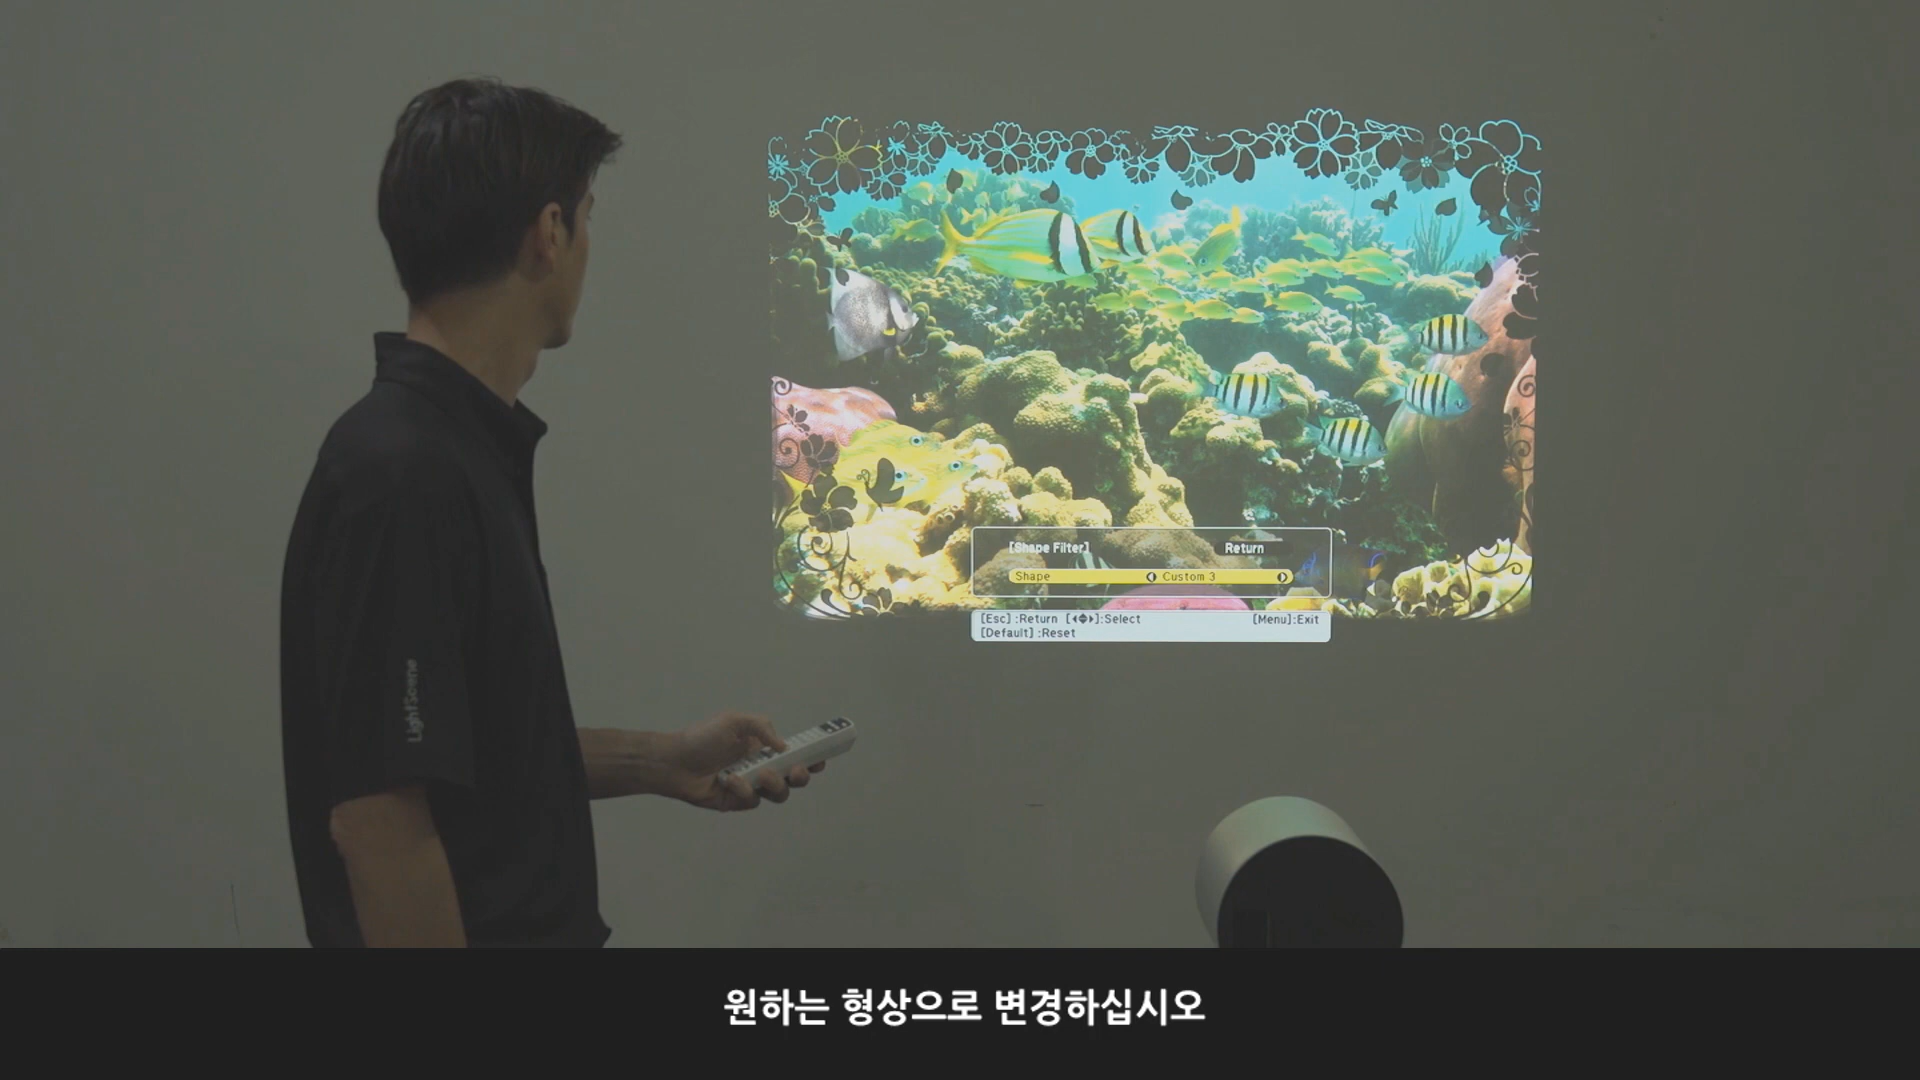 [Shape Filter] Return
Shape Custom 3
[Esc] :Return [◀◆▶]:Select [Menu]:Exit
[Default] :Reset
LightScene
원하는 형상으로 변경하십시오